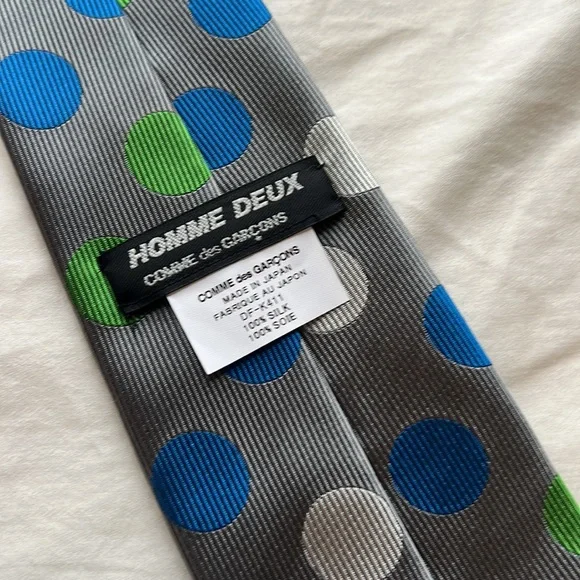 HOMME DEUX
COMME des GARÇONS
COMME des GARÇONS
MADE IN JAPAN
FABRIQUE AU JAPON
DF-K411
100% SILK
100% SOIE